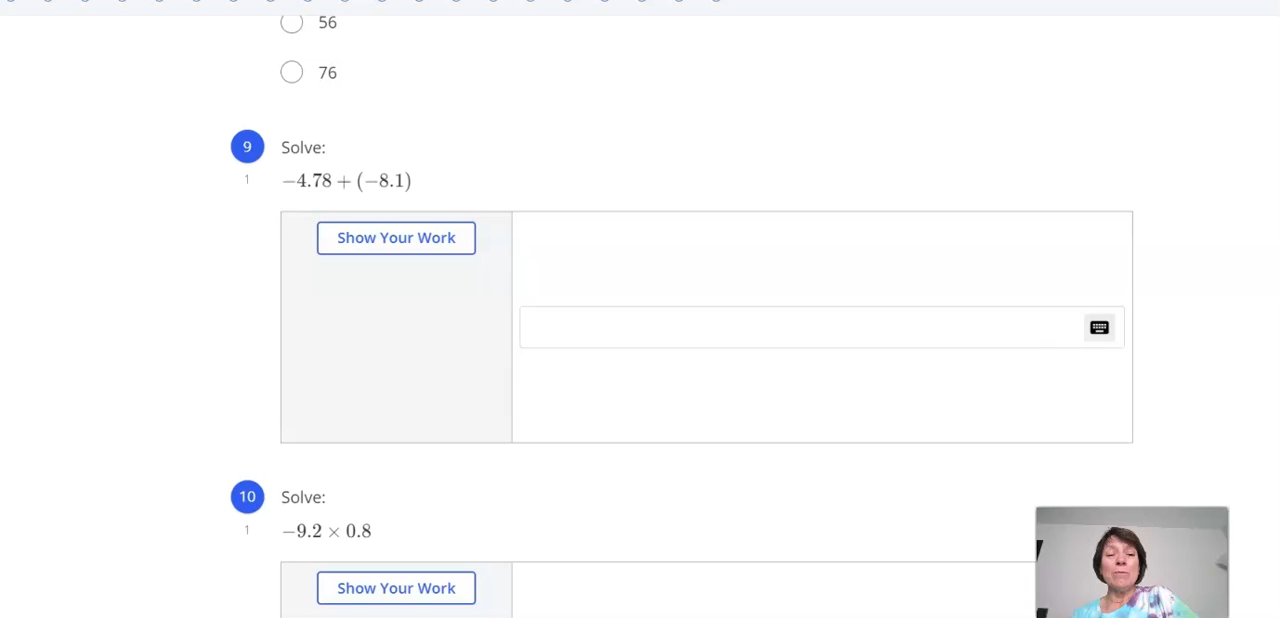 56
76
9 Solve:
1 −4.78 + (−8.1)
Show Your Work
10 Solve:
1 −9.2 × 0.8
Show Your Work